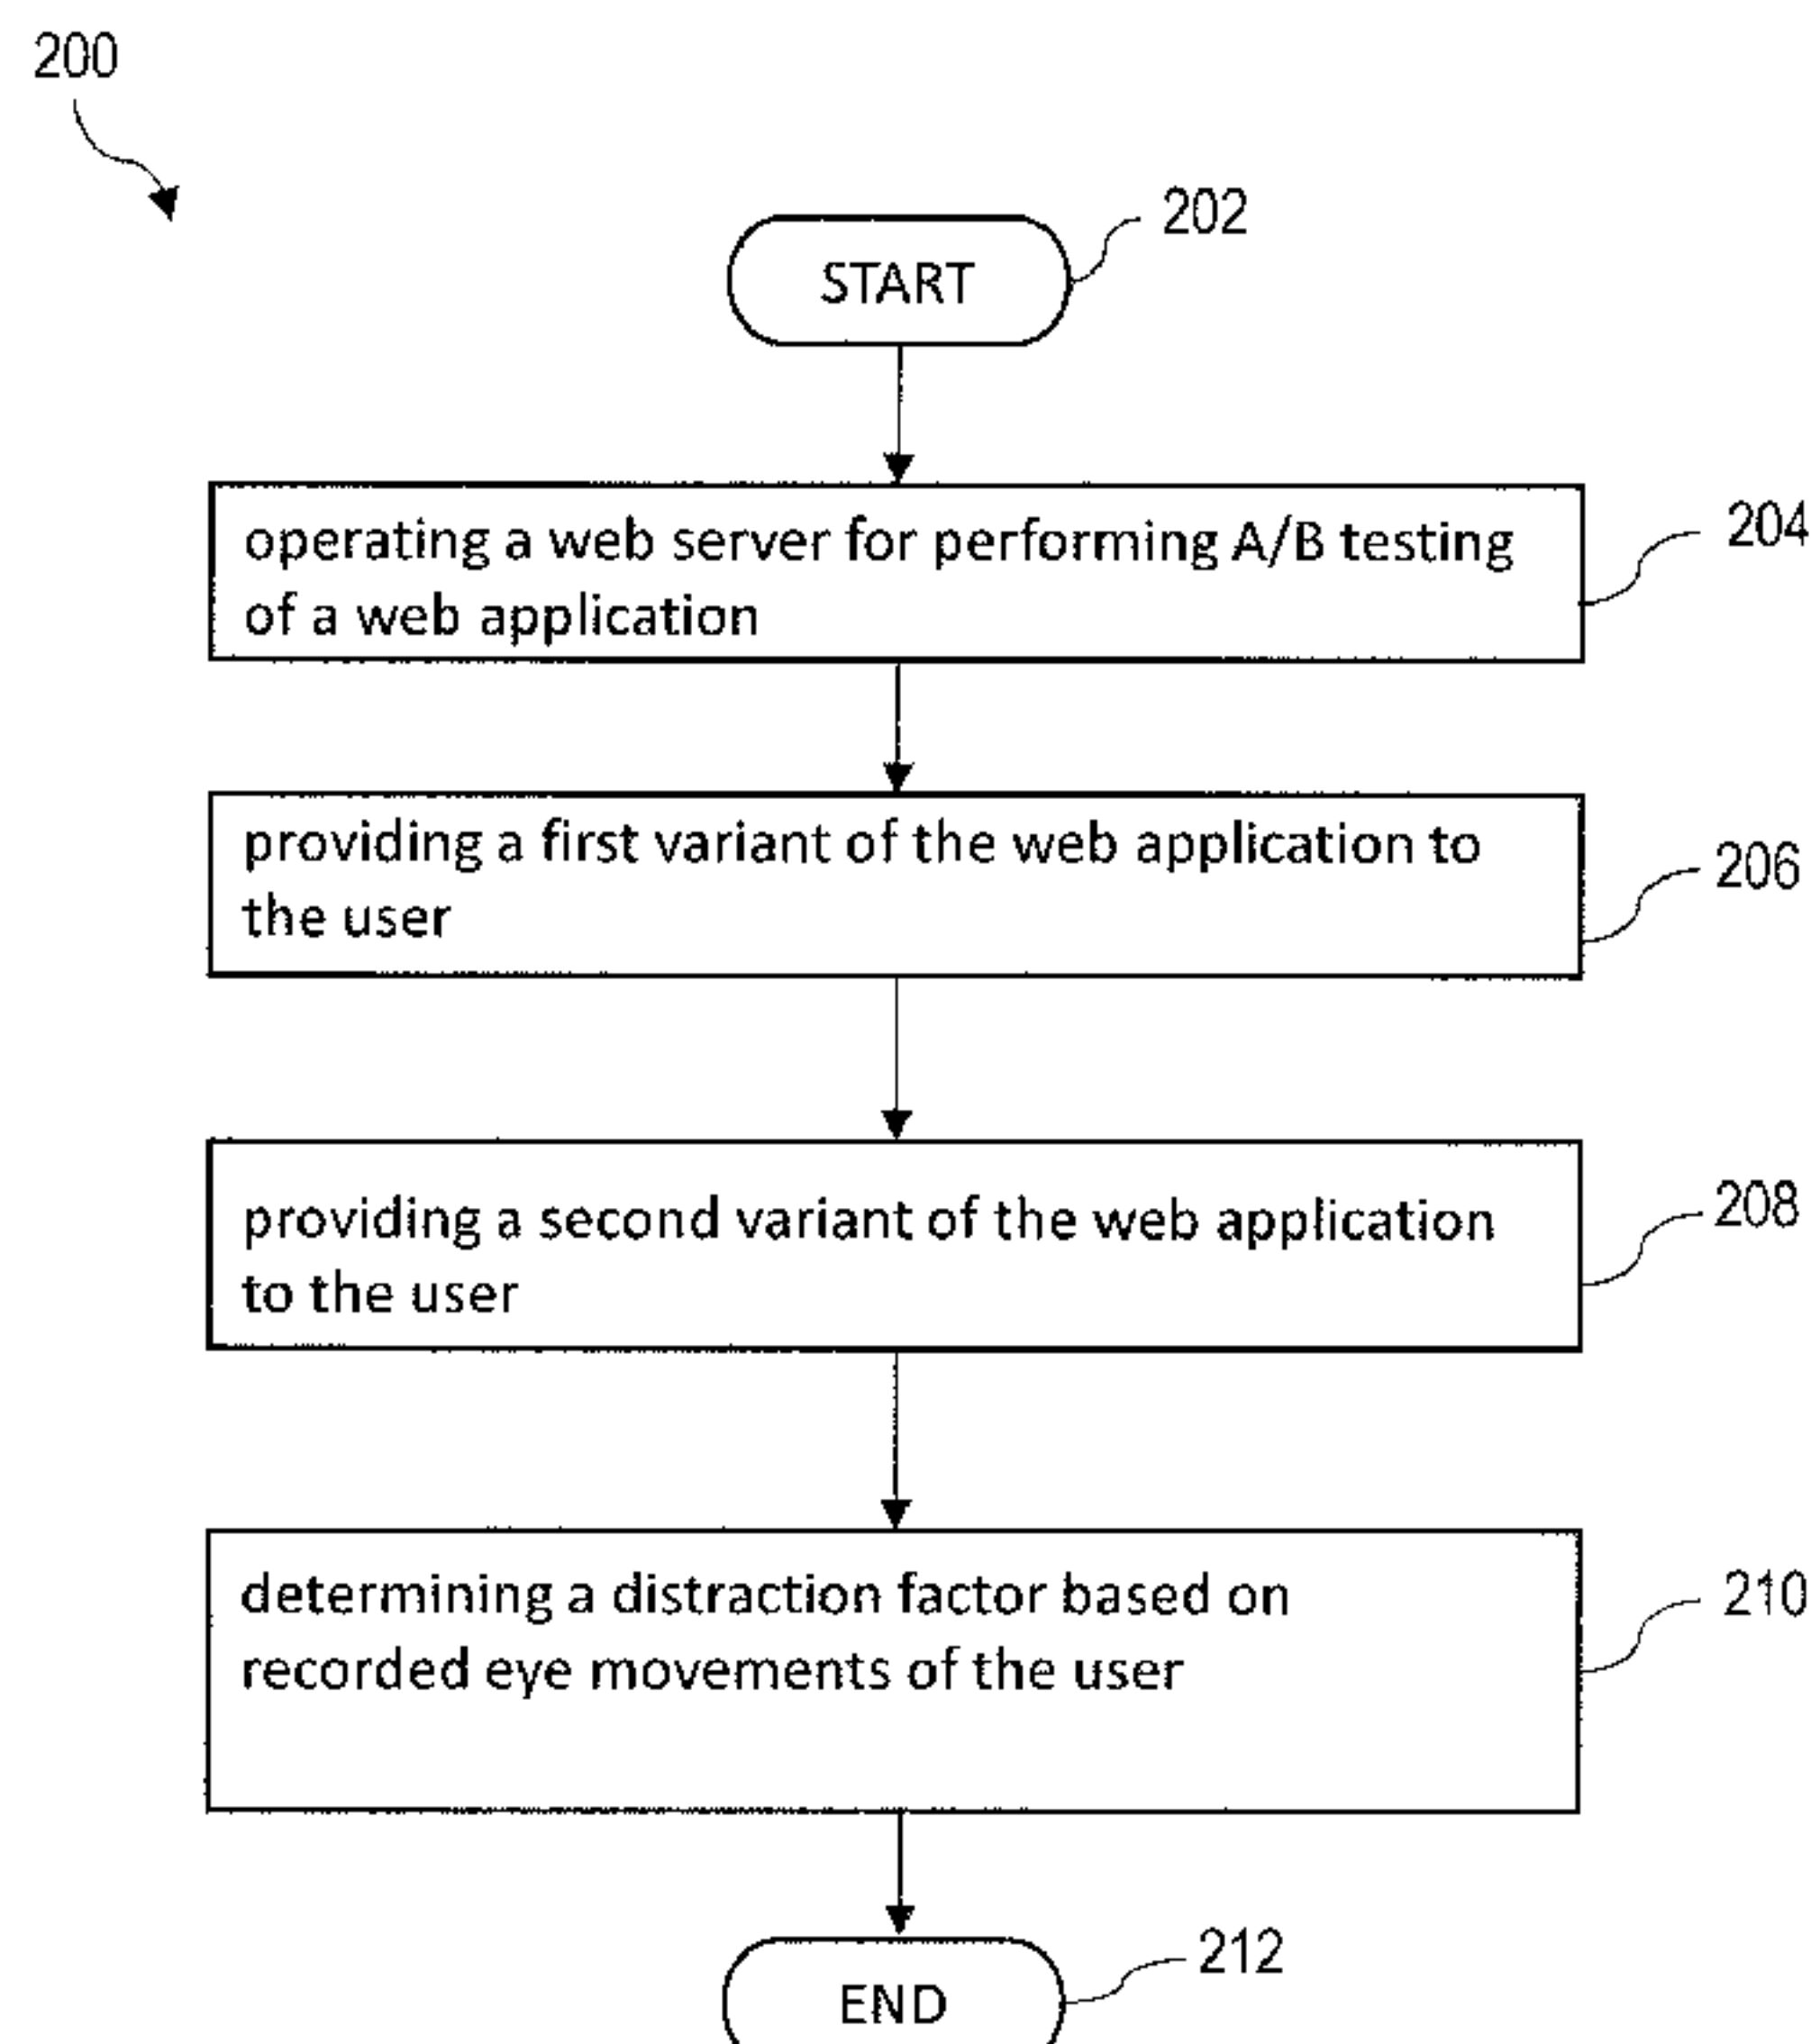 200
202
START
operating a web server for performing A/B testing
of a web application
204
providing a first variant of the web application to
the user
206
providing a second variant of the web application
to the user
208
determining a distraction factor based on
recorded eye movements of the user
210
212
END